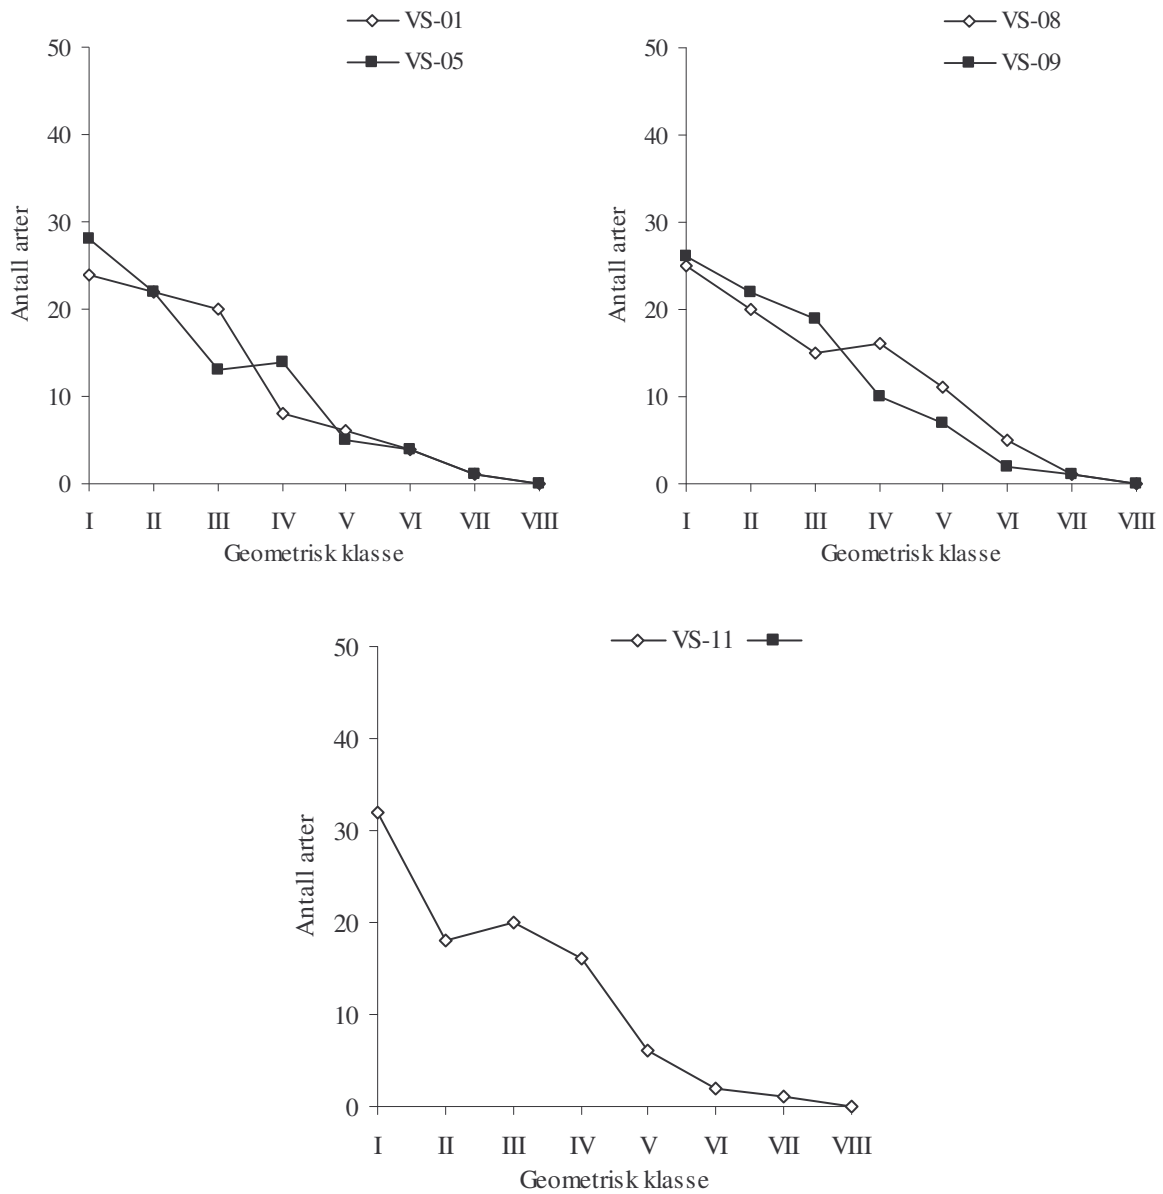 VS-01
VS-05
50
40
30
20
10
0
Antall arter
I II III IV V VI VII VIII
Geometrisk klasse
VS-08
VS-09
50
40
30
20
10
0
Antall arter
I II III IV V VI VII VIII
Geometrisk klasse
VS-11
50
40
30
20
10
0
Antall arter
I II III IV V VI VII VIII
Geometrisk klasse